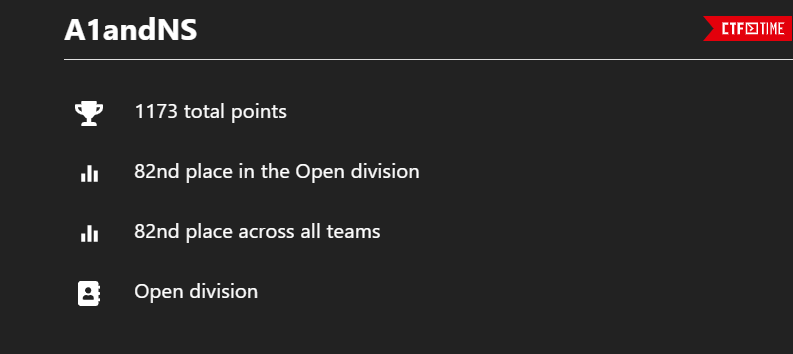 A1andNS
CTF TIME
1173 total points
82nd place in the Open division
82nd place across all teams
Open division